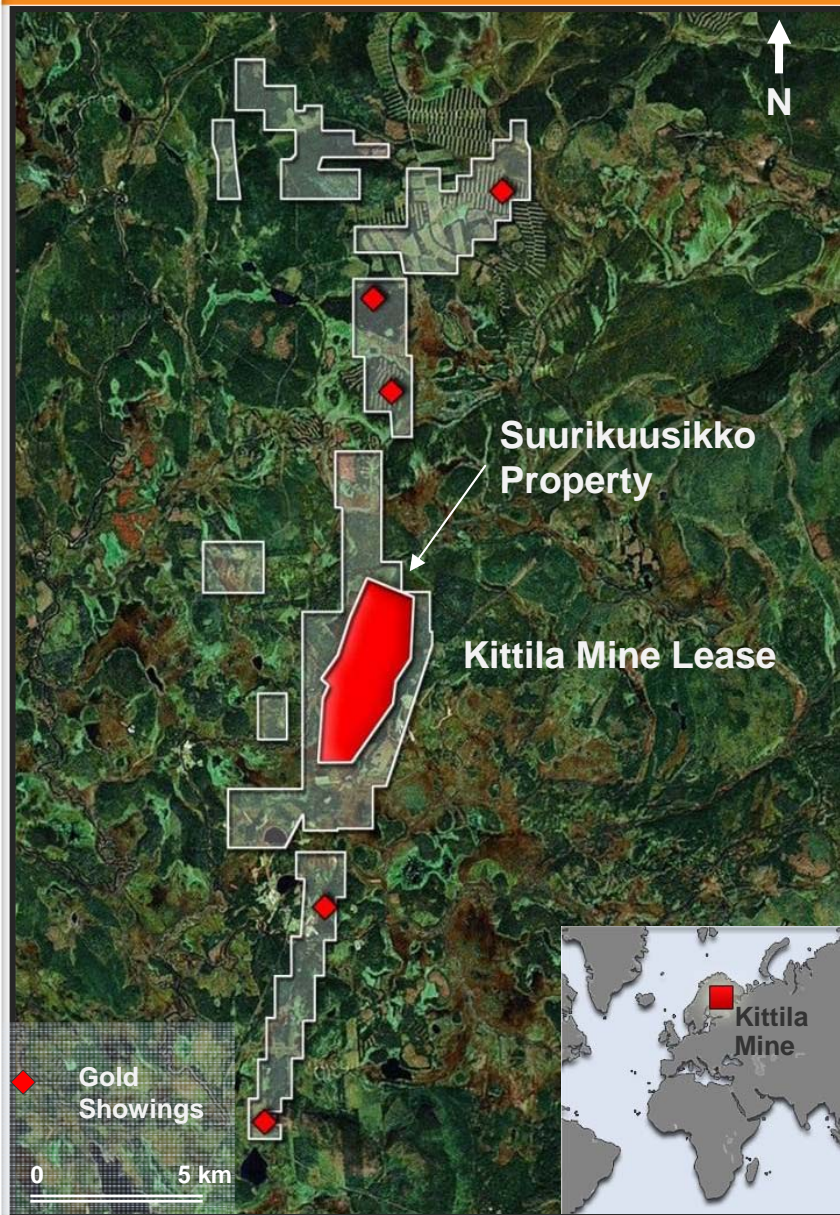 N
Suurikuusikko
Property
Kittila Mine Lease
Kittila
Mine
Gold
Showings
0 5 km